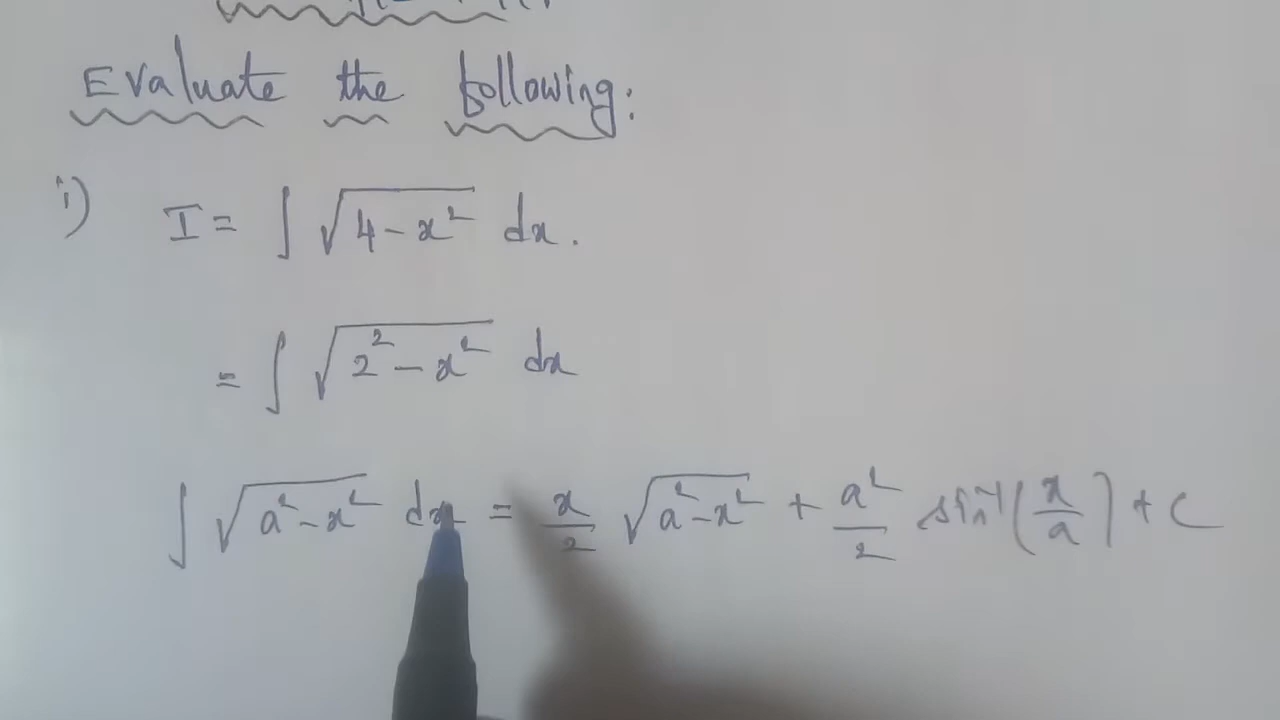 Evaluate the following:
i) I = ∫ √(4-x²) dx.
= ∫ √(2²-x²) dx
∫ √(a²-x²) dx = x/2 √(a²-x²) + a²/2 sin⁻¹(x/a) + C